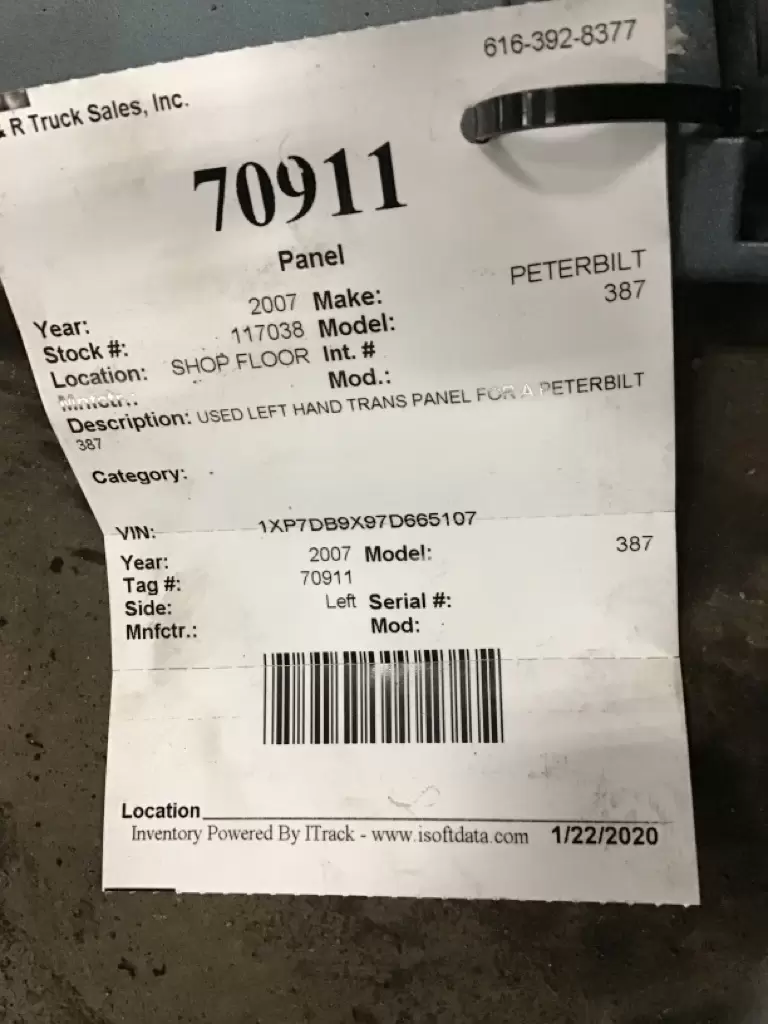 616-392-8377
& R Truck Sales, Inc.
70911
Panel
Year: 2007 Make: PETERBILT
Stock #: 117038 Model: 387
Location: SHOP FLOOR Int. #
Mnfctr.: Mod.:
Description: USED LEFT HAND TRANS PANEL FOR A PETERBILT
387
Category:
VIN: 1XP7DB9X97D665107
Year: 2007 Model: 387
Tag #: 70911
Side: Left Serial #:
Mnfctr.: Mod:
Location
Inventory Powered By ITrack - www.isoftdata.com 1/22/2020